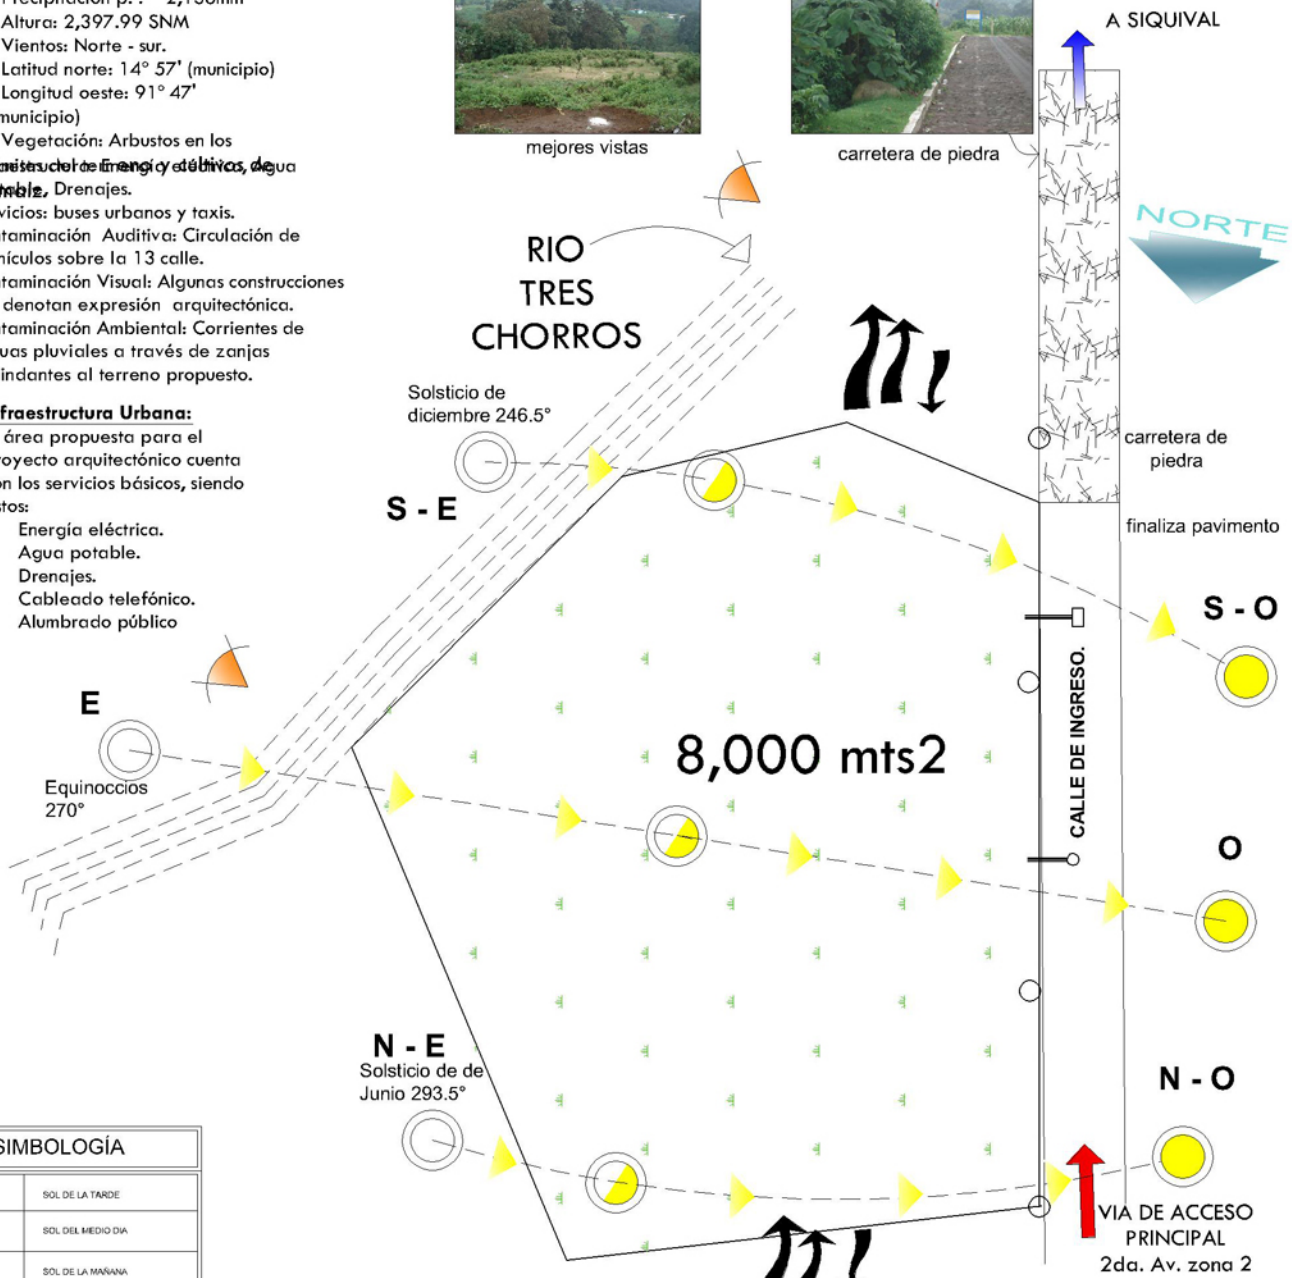 Altura: 2,397.99 SNM
Vientos: Norte - sur.
Latitud norte: 14° 57' (municipio)
Longitud oeste: 91° 47'
municipio)
Vegetación: Arbustos en los
Agua
Drenajes.
vicios: buses urbanos y taxis.
ntaminación Auditiva: Circulación de
hículos sobre la 13 calle.
ntaminación Visual: Algunas construcciones
denotan expresión arquitectónica.
ntaminación Ambiental: Corrientes de
uas pluviales a través de zanjas
indantes al terreno propuesto.
fraestructura Urbana:
área propuesta para el
royecto arquitectónico cuenta
on los servicios básicos, siendo
stos:
Energía eléctrica.
Agua potable.
Drenajes.
Cableado telefónico.
Alumbrado público
mejores vistas
carretera de piedra
A SIQUIVAL
NORTE
RIO
TRES
CHORROS
Solsticio de
diciembre 246.5°
S - E
carretera de
piedra
finaliza pavimento
S - O
E
Equinoccios
270°
8,000 mts2
CALLE DE INGRESO.
O
N - E
Solsticio de de
Junio 293.5°
N - O
VIA DE ACCESO
PRINCIPAL
2da. Av. zona 2
SIMBOLOGÍA
SOL DE LA TARDE
SOL DEL MEDIO DIA
SOL DE LA MAÑANA